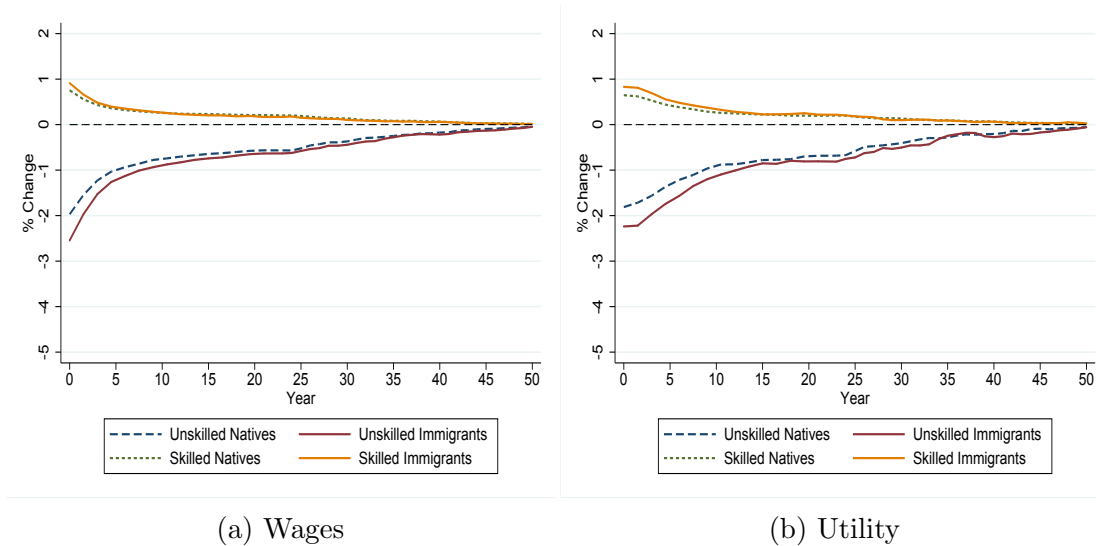 2
1
0
-1
-2
-3
-4
-5
% Change
0 5 10 15 20 25 30 35 40 45 50
Year
Unskilled Natives Unskilled Immigrants
Skilled Natives Skilled Immigrants
(a) Wages
2
1
0
-1
-2
-3
-4
-5
% Change
0 5 10 15 20 25 30 35 40 45 50
Year
Unskilled Natives Unskilled Immigrants
Skilled Natives Skilled Immigrants
(b) Utility